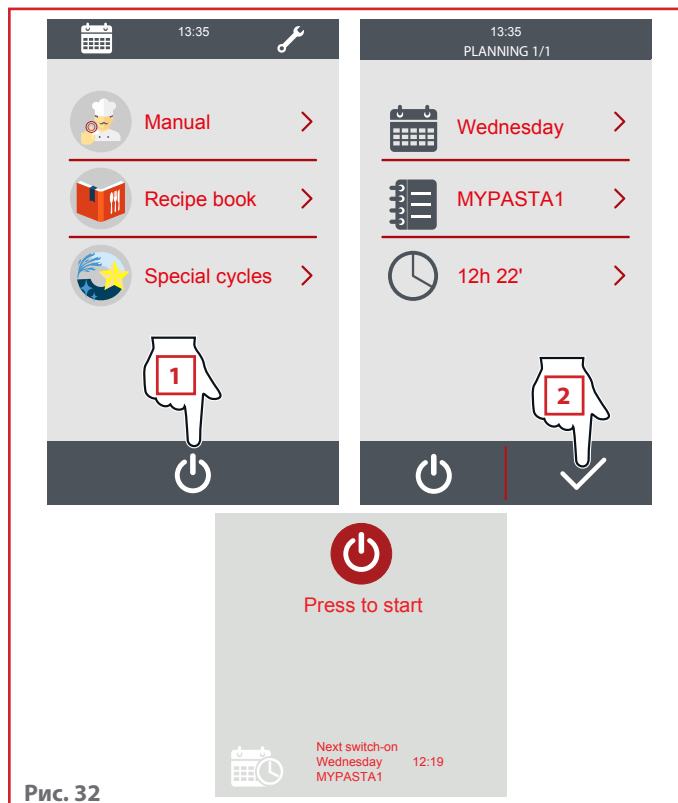 13:35
Manual
Recipe book
Special cycles
1
13:35
PLANNING 1/1
Wednesday
MYPASTA1
12h 22'
2
Press to start
Next switch-on
Wednesday 12:19
MYPASTA1
Рис. 32